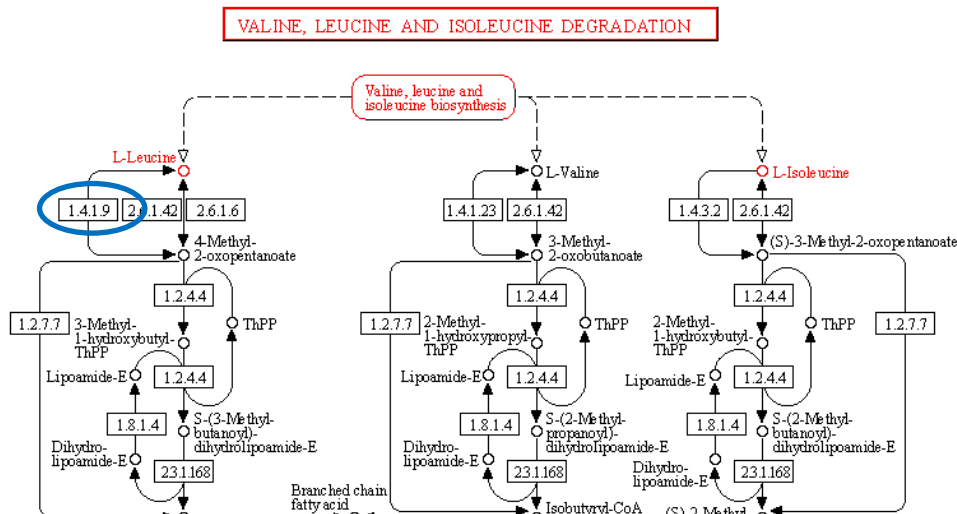 VALINE, LEUCINE AND ISOLEUCINE DEGRADATION
Valine, leucine and
isoleucine biosynthesis
L-Leucine
L-Valine
L-Isoleucine
1.4.1.9
2.6.1.42
2.6.1.6
1.4.1.23
2.6.1.42
1.4.3.2
2.6.1.42
4-Methyl-
2-oxopentanoate
3-Methyl-
2-oxobutanoate
(S)-3-Methyl-2-oxopentanoate
1.2.4.4
1.2.4.4
1.2.4.4
1.2.7.7
3-Methyl-
1-hydroxybutyl-
ThPP
ThPP
1.2.7.7
2-Methyl-
1-hydroxypropyl-
ThPP
ThPP
2-Methyl-
1-hydroxybutyl-
ThPP
ThPP
1.2.7.7
Lipoamide-E
1.2.4.4
Lipoamide-E
1.2.4.4
Lipoamide-E
1.2.4.4
1.8.1.4
S-(3-Methyl-
butanoyl)-
dihydrolipoamide-E
1.8.1.4
S-(2-Methyl-
propanoyl)-
dihydrolipoamide-E
1.8.1.4
S-(2-Methyl-
butanoyl)-
dihydrolipoamide-E
Dihydro-
lipoamide-E
2.3.1.168
Dihydro-
lipoamide-E
2.3.1.168
Dihydro-
lipoamide-E
2.3.1.168
Branched chain
fatty acid
Isobutyryl-CoA
(S)-2-Methyl-